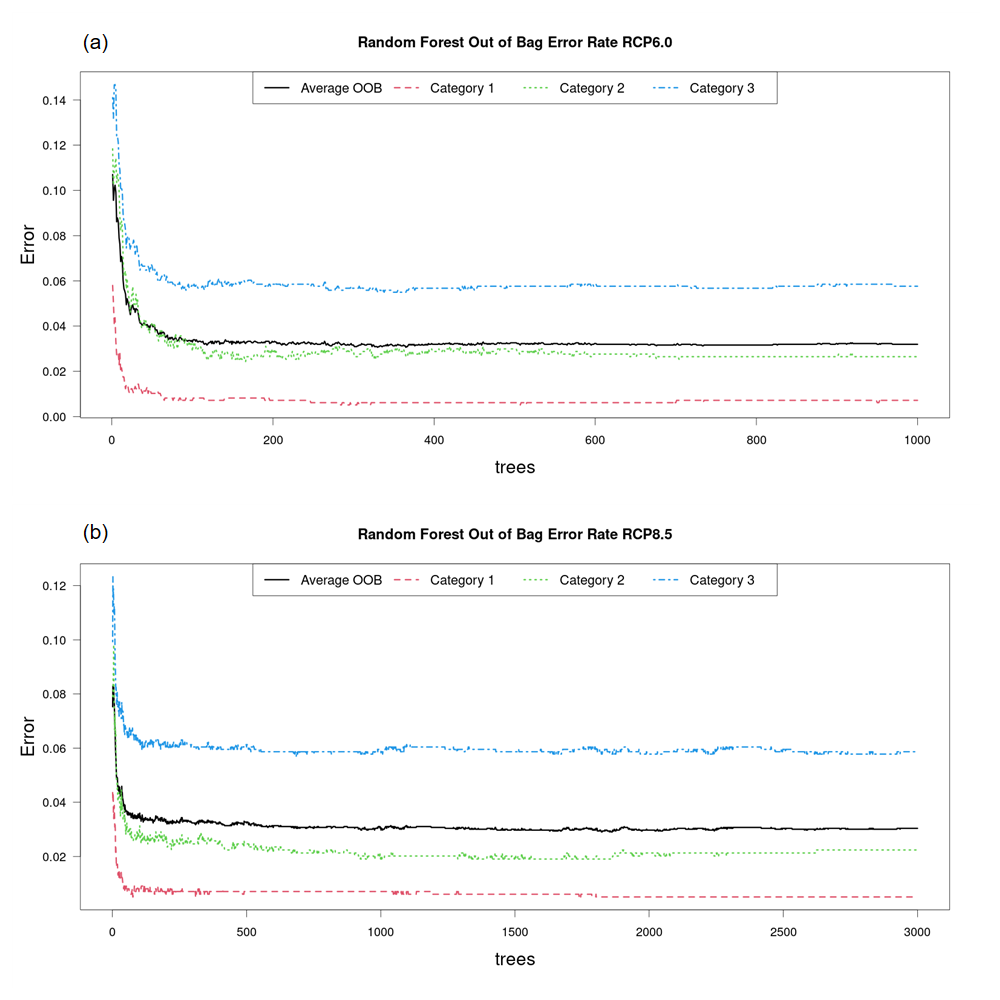 (a)
Random Forest Out of Bag Error Rate RCP6.0
Average OOB Category 1 Category 2 Category 3
0.14
0.12
0.10
0.08
0.06
0.04
0.02
0.00
Error
0 200 400 600 800 1000
trees
(b)
Random Forest Out of Bag Error Rate RCP8.5
Average OOB Category 1 Category 2 Category 3
0.12
0.10
0.08
0.06
0.04
0.02
Error
0 500 1000 1500 2000 2500 3000
trees